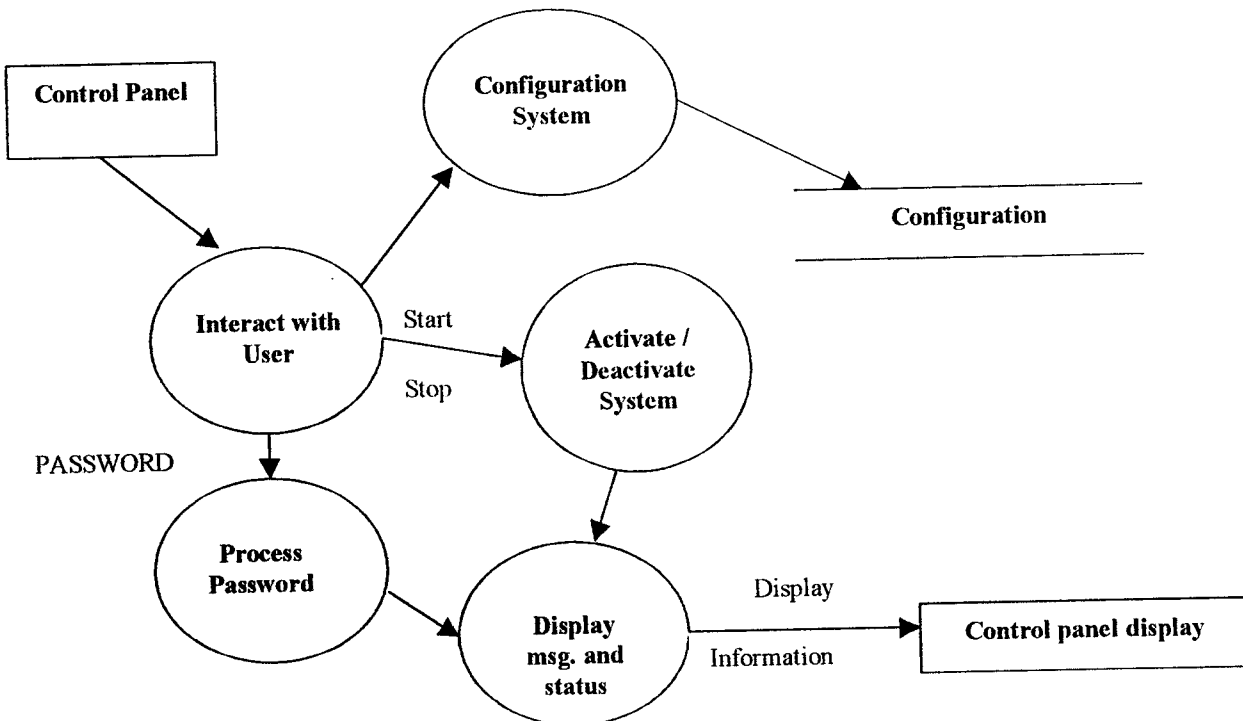 Control Panel
Configuration
System
Configuration
Interact with
User
Start
Stop
Activate /
Deactivate
System
PASSWORD
Process
Password
Display
msg. and
status
Display
Information
Control panel display